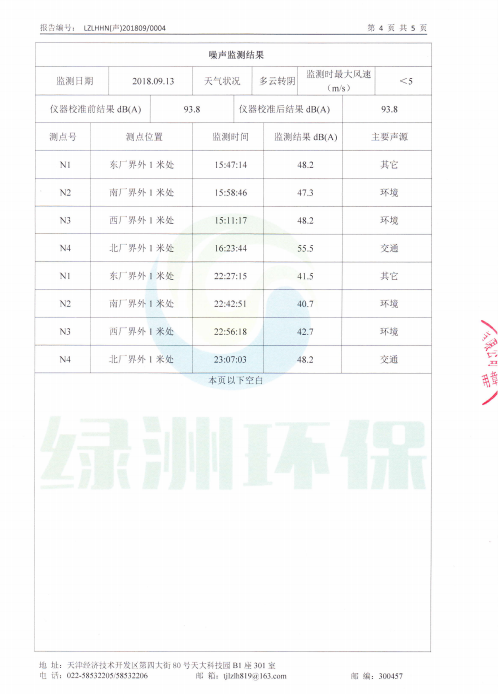 报告编号: LZLHHN(声)201809/0004 第 4 页 共 5 页
噪声监测结果
监测日期 2018.09.13 天气状况 多云转阴 监测时最大风速(m/s) <5
仪器校准前结果 dB(A) 93.8 仪器校准后结果 dB(A) 93.8
测点号 测点位置 监测时间 监测结果 dB(A) 主要声源
N1 东厂界外 1 米处 15:47:14 48.2 其它
N2 南厂界外 1 米处 15:58:46 47.3 环境
N3 西厂界外 1 米处 15:11:17 48.2 环境
N4 北厂界外 1 米处 16:23:44 55.5 交通
N1 东厂界外 1 米处 22:27:15 41.5 其它
N2 南厂界外 1 米处 22:42:51 40.7 环境
N3 西厂界外 1 米处 22:56:18 42.7 环境
N4 北厂界外 1 米处 23:07:03 48.2 交通
本页以下空白
绿洲环保
地 址: 天津经济技术开发区第四大街 80 号天大科技园 B1 座 301 室
电 话: 022-58532205/58532206 邮 箱: tjlzlh819@163.com 邮 编: 300457